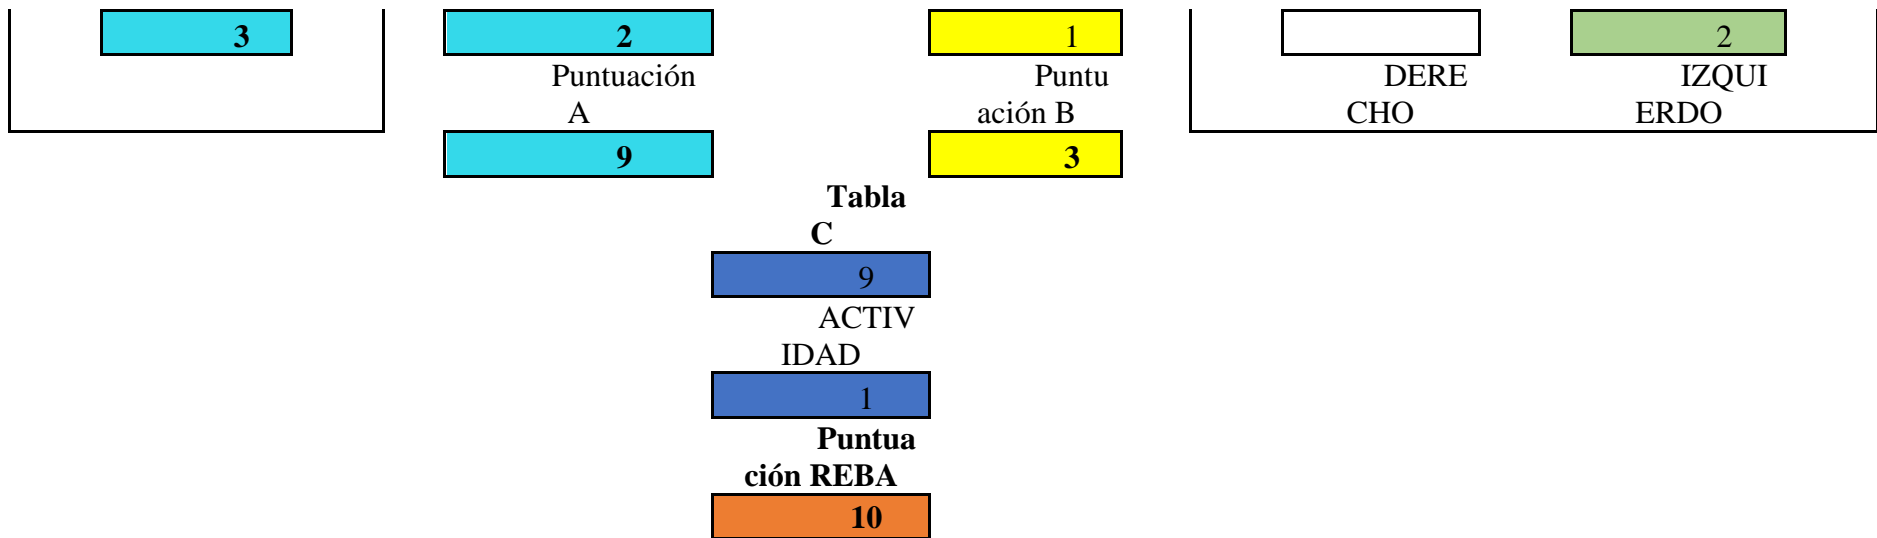 3 2 1 2
Puntuación Puntu DERE IZQUI
A ación B CHO ERDO
9 3
Tabla
C
9
ACTIV
IDAD
1
Puntua
ción REBA
10